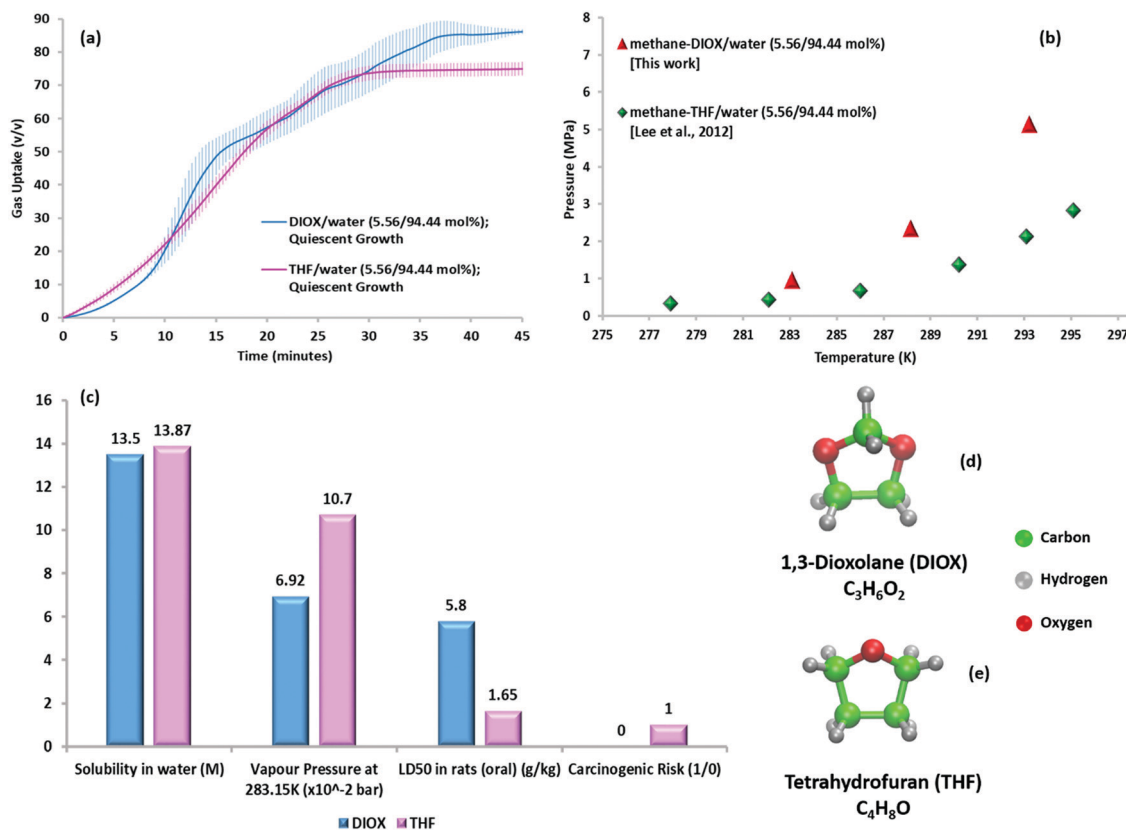 (a)
90
80
70
60
50
40
30
20
10
0
Gas Uptake (v/v)
DIOX/water (5.56/94.44 mol%);
Quiescent Growth
THF/water (5.56/94.44 mol%);
Quiescent Growth
0 5 10 15 20 25 30 35 40 45
Time (minutes)
(b)
8
7
6
5
4
3
2
1
0
Pressure (MPa)
methane-DIOX/water (5.56/94.44 mol%)
[This work]
methane-THF/water (5.56/94.44 mol%)
[Lee et al., 2012]
275 277 279 281 283 285 287 289 291 293 295 297
Temperature (K)
(c)
16
14
12
10
8
6
4
2
0
13.5 13.87
6.92 10.7
5.8 1.65
0 1
Solubility in water (M)
Vapour Pressure at
283.15K (x10^-2 bar)
LD50 in rats (oral) (g/kg)
Carcinogenic Risk (1/0)
DIOX THF
(d)
1,3-Dioxolane (DIOX)
C₃H₆O₂
Carbon
Hydrogen
Oxygen
(e)
Tetrahydrofuran (THF)
C₄H₈O